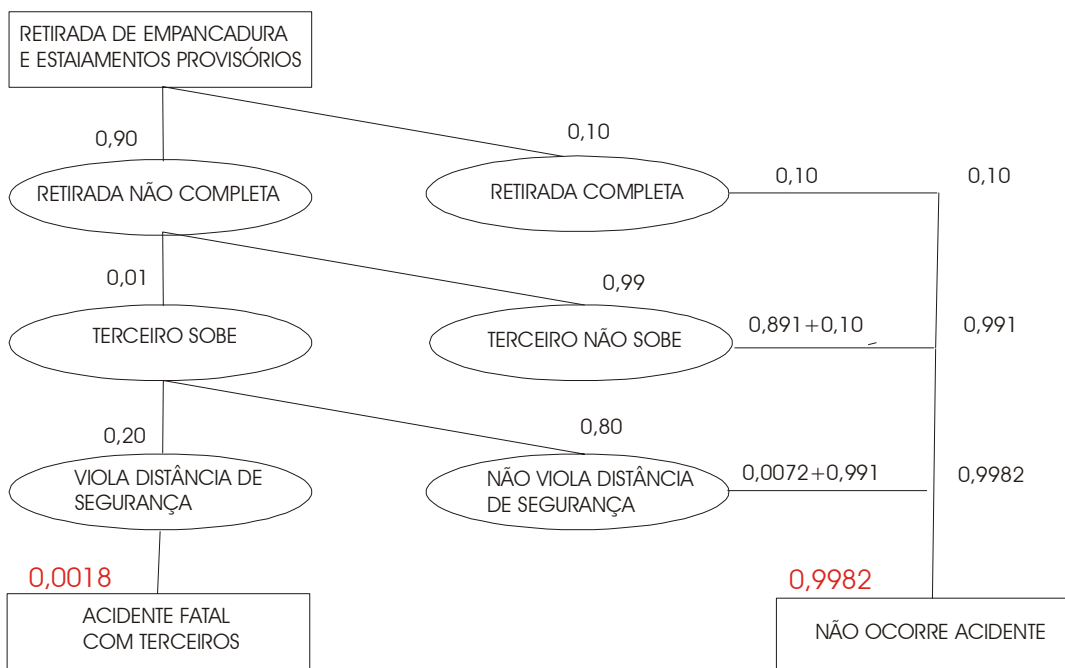 RETIRADA DE EMPANCADURA
E ESTAIAMENTOS PROVISÓRIOS
0,90
0,10
RETIRADA NÃO COMPLETA
RETIRADA COMPLETA
0,10
0,10
0,01
0,99
TERCEIRO SOBE
TERCEIRO NÃO SOBE
0,891+0,10
0,991
0,20
0,80
VIOLA DISTÂNCIA DE
SEGURANÇA
NÃO VIOLA DISTÂNCIA
DE SEGURANÇA
0,0072+0,991
0,9982
0,0018
0,9982
ACIDENTE FATAL
COM TERCEIROS
NÃO OCORRE ACIDENTE